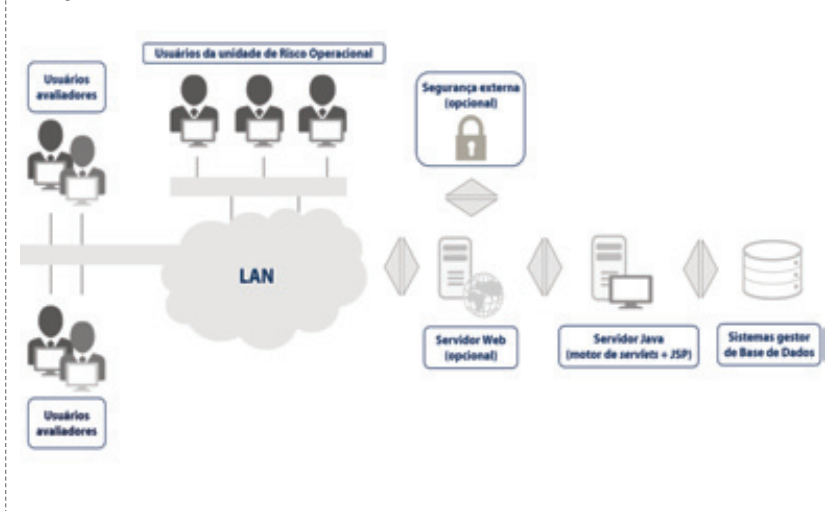 Usuários da unidade de Risco Operacional
Usuários
avaliadores
Segurança externa
(opcional)
LAN
Servidor Web
(opcional)
Servidor Java
(motor de servlets + JSP)
Sistemas gestor
de Base de Dados
Usuários
avaliadores